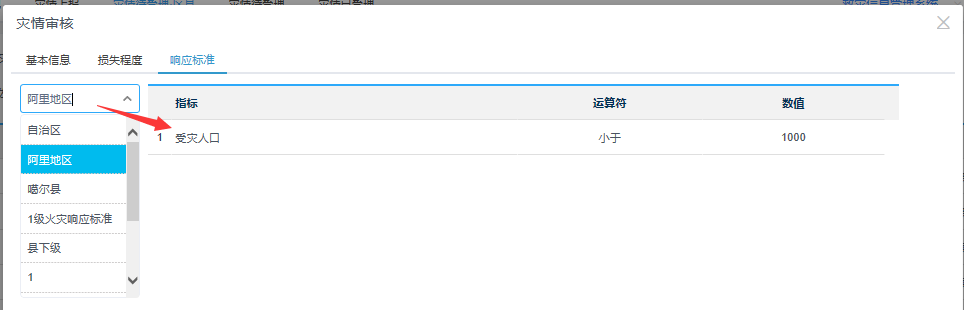 灾情审核
基本信息 损失程度 响应标准
阿里地区
指标 运算符 数值
1 受灾人口 小于 1000
自治区
阿里地区
噶尔县
1级火灾响应标准
县下级
1